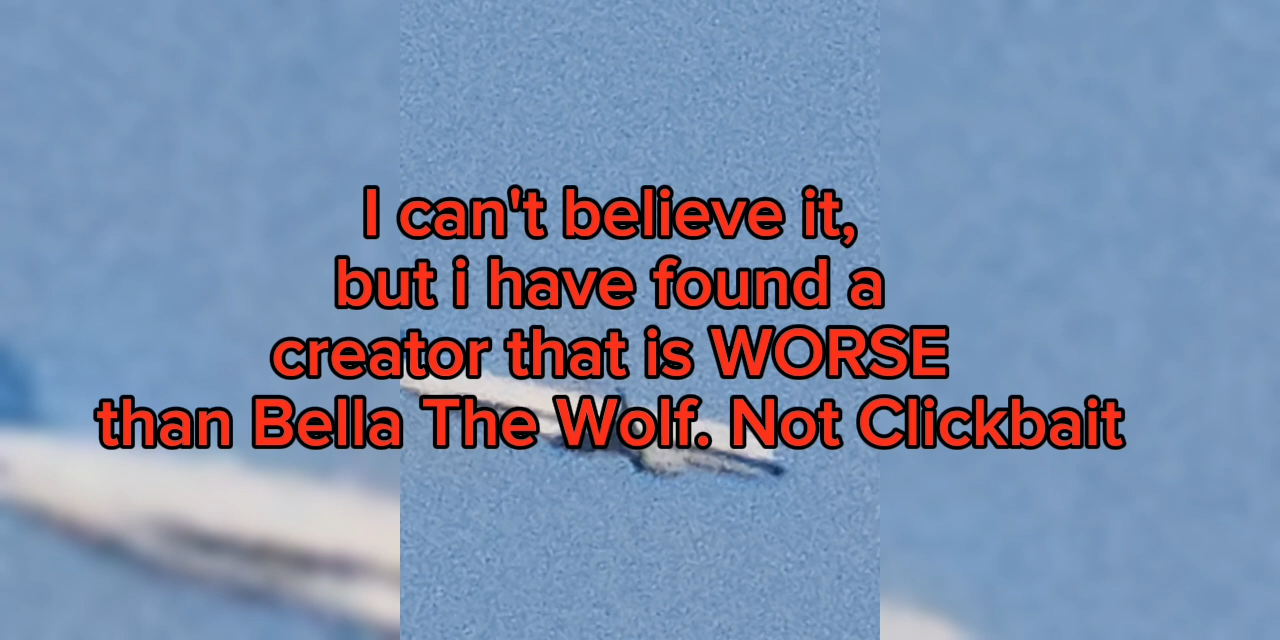 I can't believe it,
but i have found a
creator that is WORSE
than Bella The Wolf. Not Clickbait